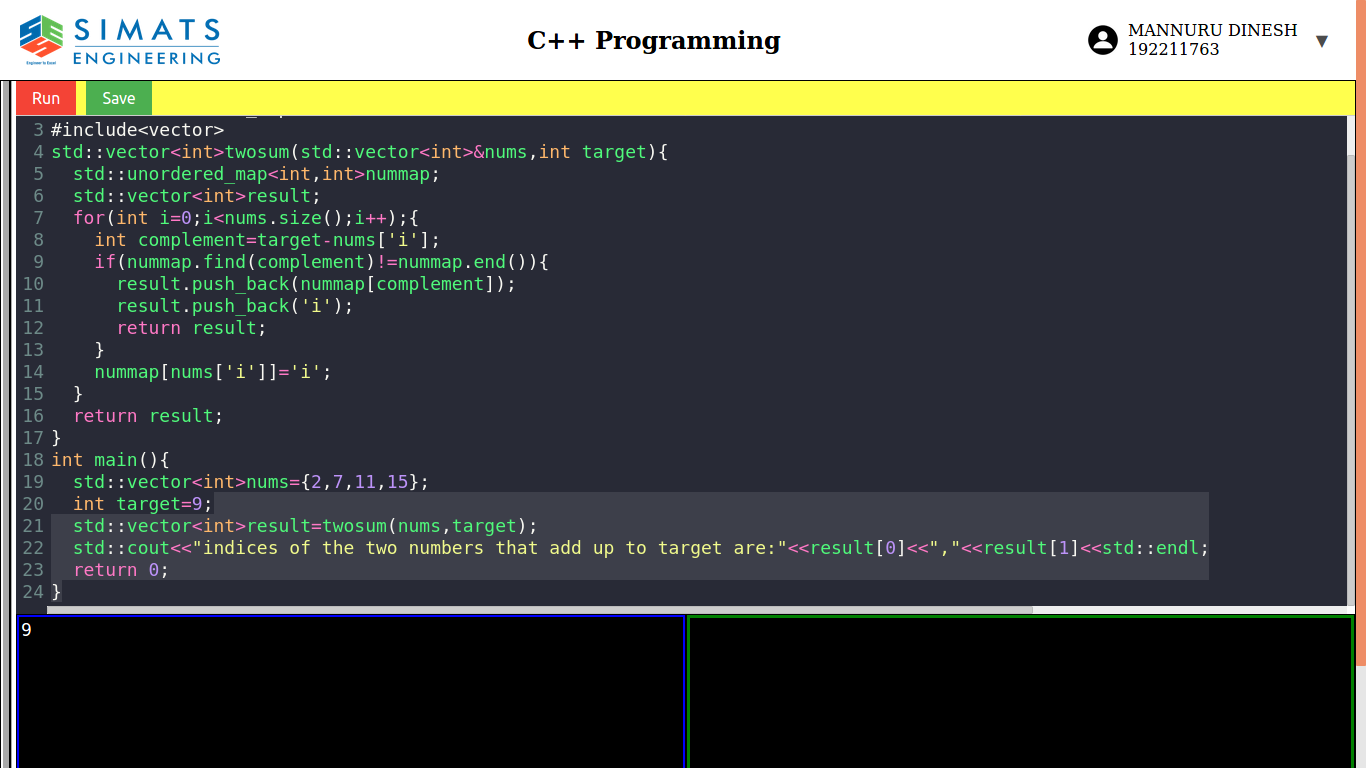 SIMATS
ENGINEERING
Engineer to Excel
C++ Programming
MANNURU DINESH
192211763
▼
Run
Save
3 #include<vector>
4 std::vector<int>twosum(std::vector<int>&nums,int target){
5   std::unordered_map<int,int>nummap;
6   std::vector<int>result;
7   for(int i=0;i<nums.size();i++);{
8     int complement=target-nums['i'];
9     if(nummap.find(complement)!=nummap.end()){
10       result.push_back(nummap[complement]);
11       result.push_back('i');
12       return result;
13     }
14     nummap[nums['i']]='i';
15   }
16   return result;
17 }
18 int main(){
19   std::vector<int>nums={2,7,11,15};
20   int target=9;
21   std::vector<int>result=twosum(nums,target);
22   std::cout<<"indices of the two numbers that add up to target are:"<<result[0]<<","<<result[1]<<std::endl;
23   return 0;
24 }
9